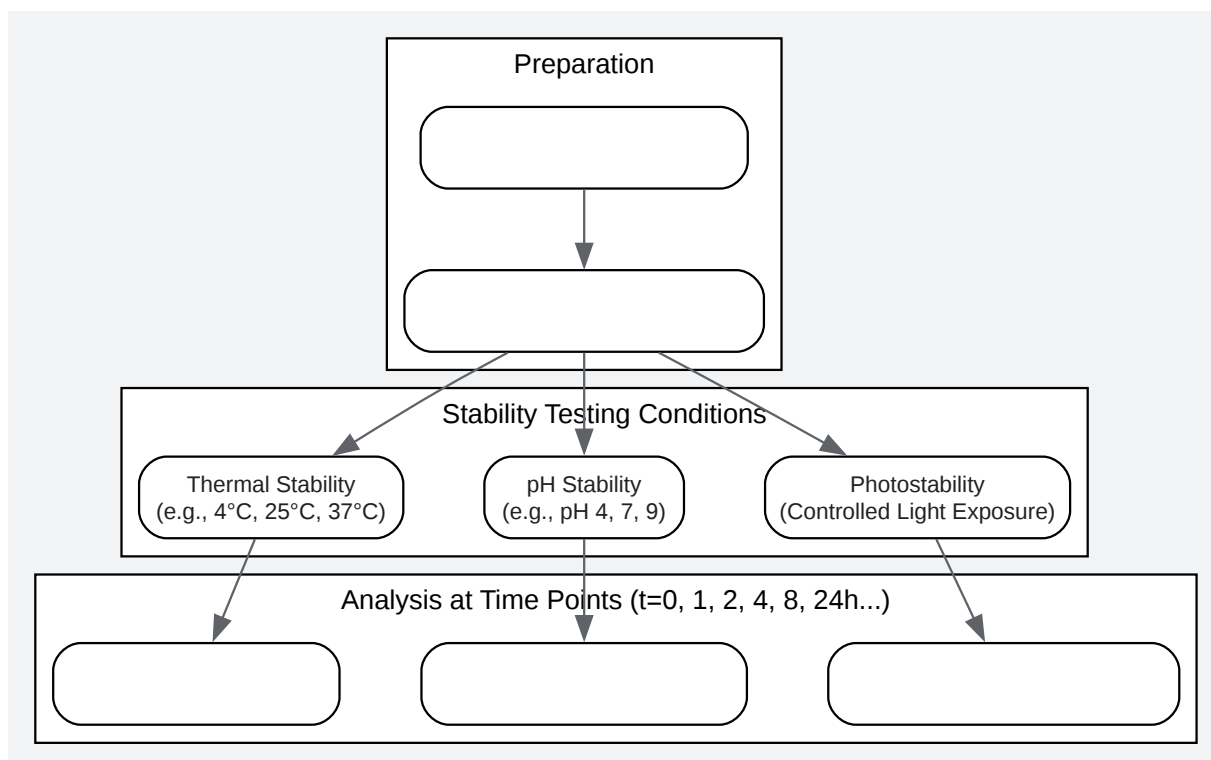 Preparation
Stability Testing Conditions
Thermal Stability
(e.g., 4°C, 25°C, 37°C)
pH Stability
(e.g., pH 4, 7, 9)
Photostability
(Controlled Light Exposure)
Analysis at Time Points (t=0, 1, 2, 4, 8, 24h...)